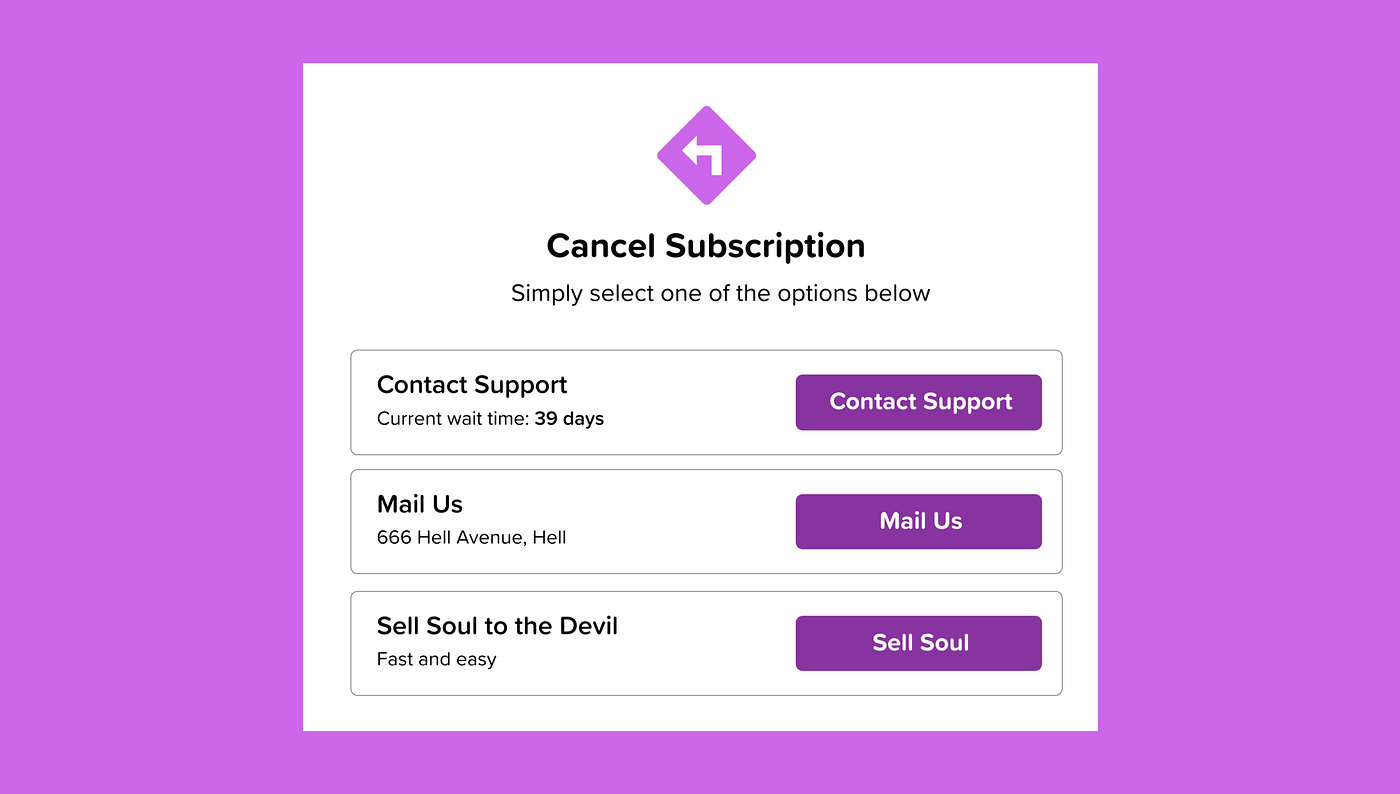 Cancel Subscription
Simply select one of the options below
Contact Support
Current wait time: 39 days
Contact Support
Mail Us
666 Hell Avenue, Hell
Mail Us
Sell Soul to the Devil
Fast and easy
Sell Soul